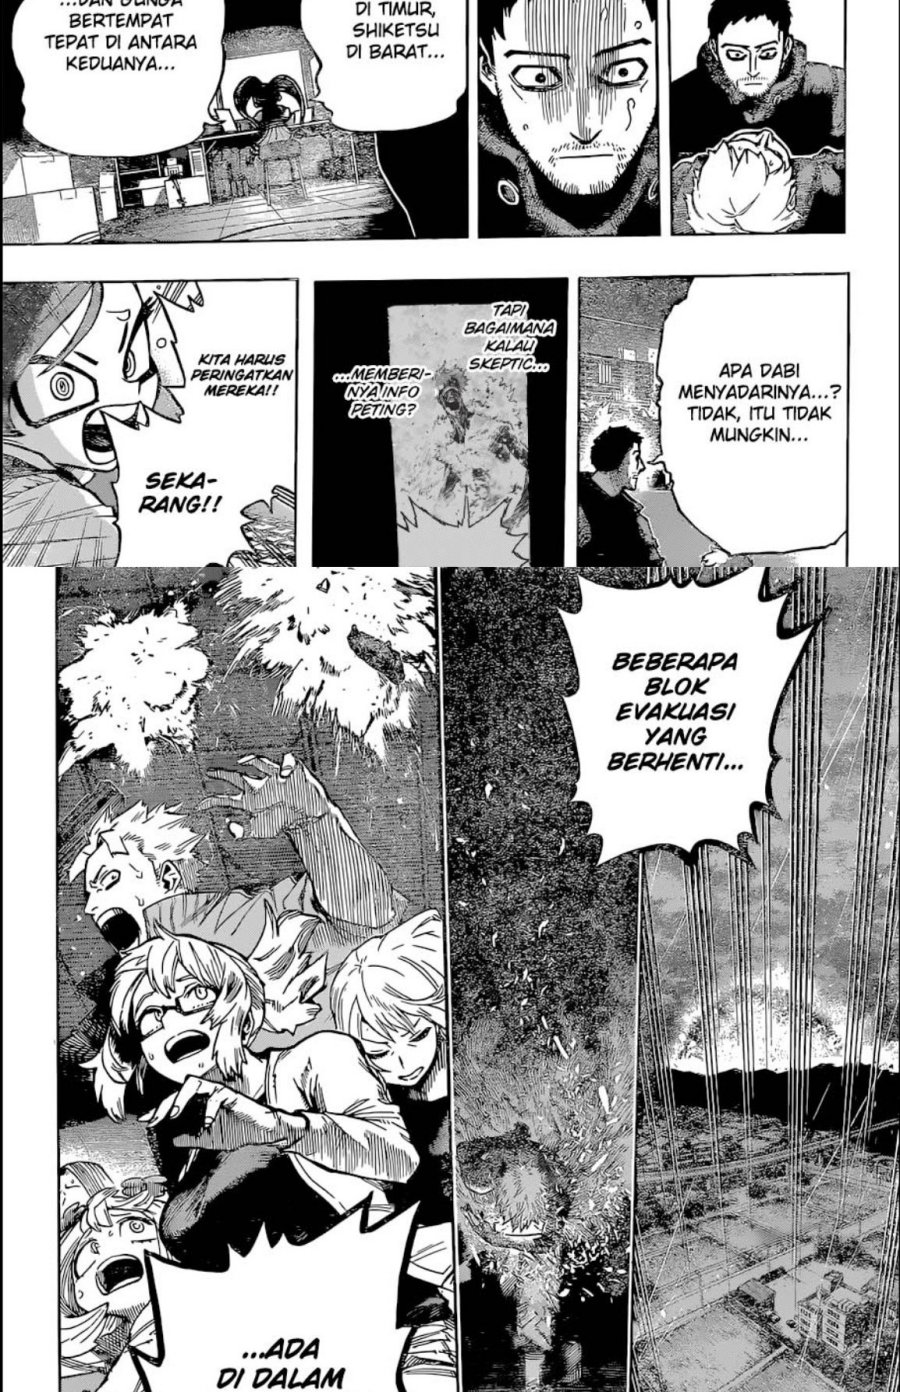 DI TIMUR,
SHIKETSU
DI BARAT...
...DAN GUNGA
BERTEMPAT
TEPAT DI ANTARA
KEDUANYA...
APA DABI
MENYADARINYA...?
TIDAK, ITU TIDAK
MUNGKIN...
TAPI
BAGAIMANA
KALAU
SKEPTIC...
...MEMBERI-
NYA INFO
PETING?
KITA HARUS
PERINGATKAN
MEREKA!!
SEKA-
RANG!!
BEBERAPA
BLOK
EVAKUASI
YANG
BERHENTI...
...ADA
DI DALAM